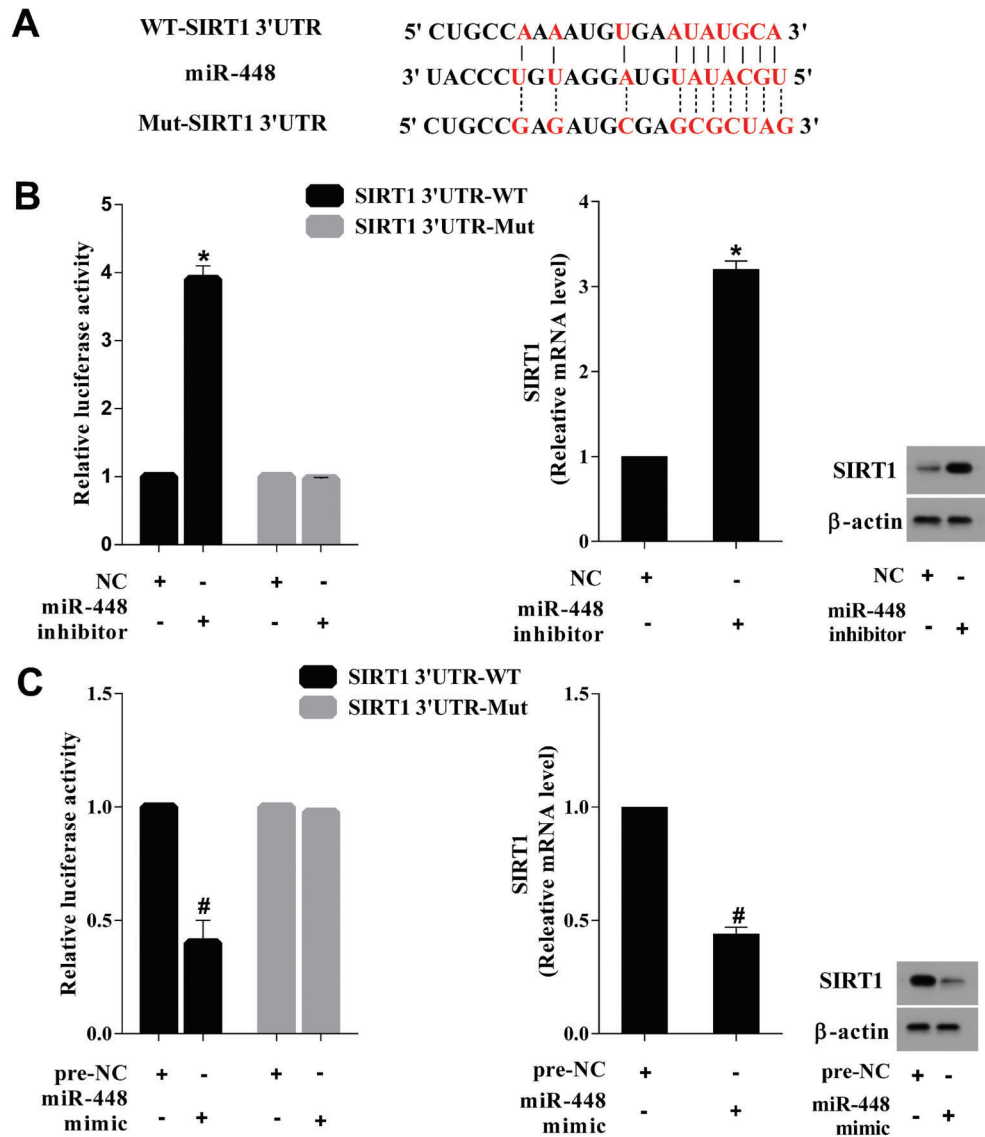 A
WT-SIRT1 3'UTR 5' CUGCCAAAAUGUGAAUAUGCA 3'
miR-448 3' UACCCUGUAGGAUGUAUACGU 5'
Mut-SIRT1 3'UTR 5' CUGCCGAGAUGCGAGCGCUAG 3'
B
SIRT1 3'UTR-WT
SIRT1 3'UTR-Mut
Relative luciferase activity
5
4
3
2
1
0
*
NC + - + -
miR-448
inhibitor - + - +
SIRT1
(Releative mRNA level)
4
3
2
1
0
*
NC + -
miR-448
inhibitor - +
SIRT1
β-actin
NC + -
miR-448
inhibitor - +
C
SIRT1 3'UTR-WT
SIRT1 3'UTR-Mut
Relative luciferase activity
1.5
1.0
0.5
0.0
#
pre-NC + - + -
miR-448
mimic - + - +
SIRT1
(Releative mRNA level)
1.5
1.0
0.5
0.0
#
pre-NC + -
miR-448
mimic - +
SIRT1
β-actin
pre-NC + -
miR-448
mimic - +